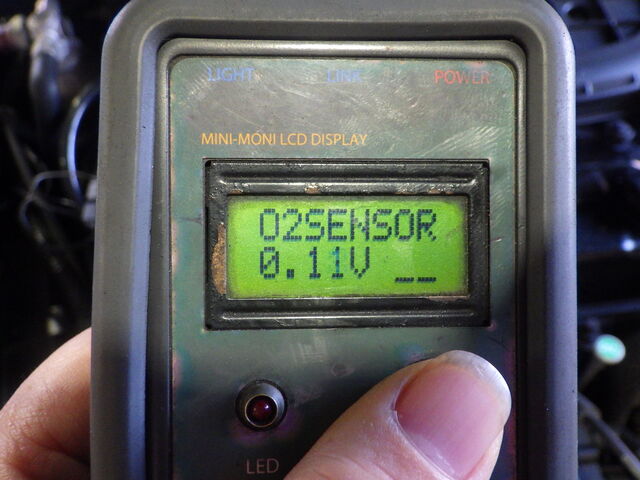 LIGHT LINK POWER
MINI-MONI LCD DISPLAY
O2SENSOR
0.11V __
LED